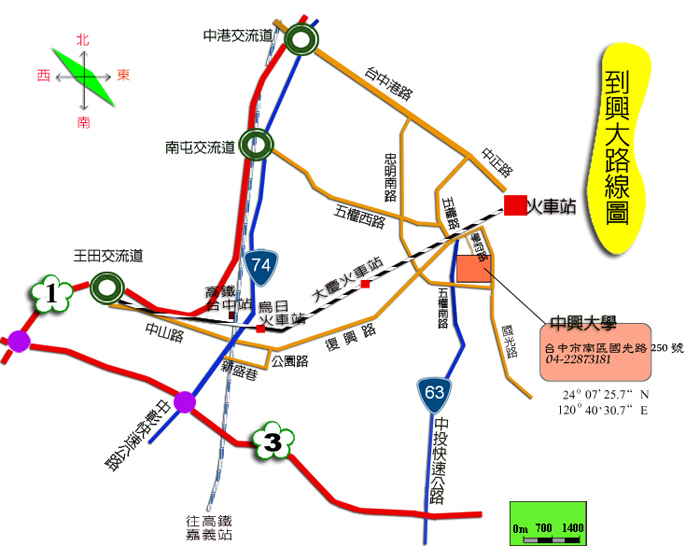 中港交流道
北
西
東
南
台中港路
到興大路線圖
南屯交流道
忠明南路
中正路
五權西路
五權路
火車站
學府路
王田交流道
74
大慶火車站
1
高鐵
台中站
烏日
火車站
五權南路
中山路
復興路
國光路
中興大學
台中市南區國光路250號
04-22873181
公園路
新盛巷
24° 07'25.7“ N
120° 40'30.7“ E
63
中彰快速公路
3
中投快速公路
往高鐵
嘉義站
0m 700 1400